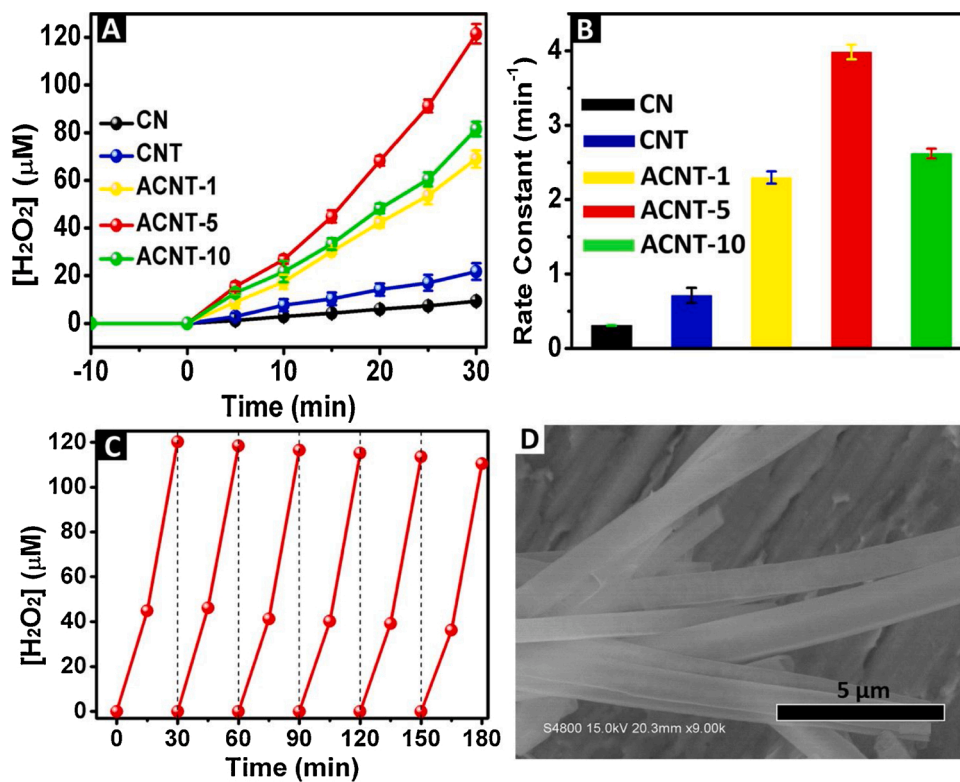 A
[H₂O₂] (μM)
120
100
80
60
40
20
0
CN
CNT
ACNT-1
ACNT-5
ACNT-10
-10 0 10 20 30
Time (min)
B
Rate Constant (min⁻¹)
4
3
2
1
0
CN
CNT
ACNT-1
ACNT-5
ACNT-10
C
[H₂O₂] (μM)
120
100
80
60
40
20
0
0 30 60 90 120 150 180
Time (min)
D
5 μm
S4800 15.0kV 20.3mm x9.00k